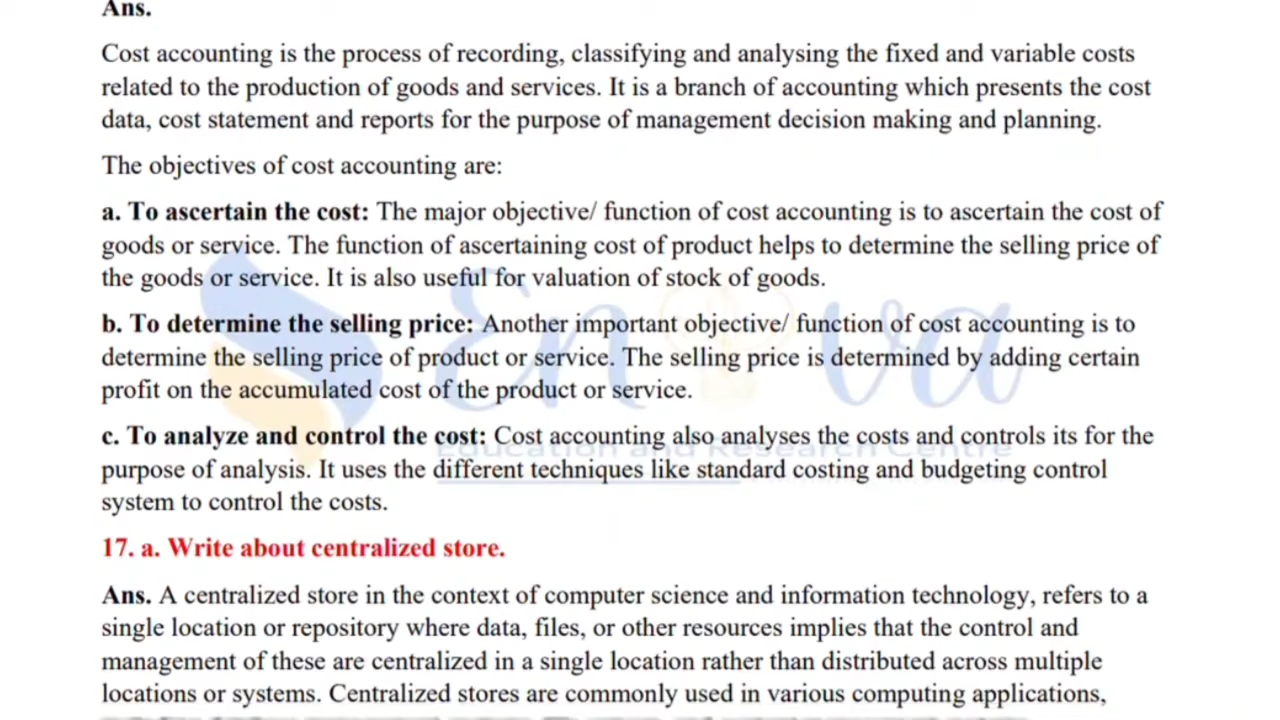 Ans.
Cost accounting is the process of recording, classifying and analysing the fixed and variable costs
related to the production of goods and services. It is a branch of accounting which presents the cost
data, cost statement and reports for the purpose of management decision making and planning.
The objectives of cost accounting are:
a. To ascertain the cost: The major objective/ function of cost accounting is to ascertain the cost of
goods or service. The function of ascertaining cost of product helps to determine the selling price of
the goods or service. It is also useful for valuation of stock of goods.
b. To determine the selling price: Another important objective/ function of cost accounting is to
determine the selling price of product or service. The selling price is determined by adding certain
profit on the accumulated cost of the product or service.
c. To analyze and control the cost: Cost accounting also analyses the costs and controls its for the
Education and Research Centre
purpose of analysis. It uses the different techniques like standard costing and budgeting control
system to control the costs.
17. a. Write about centralized store.
Ans. A centralized store in the context of computer science and information technology, refers to a
single location or repository where data, files, or other resources implies that the control and
management of these are centralized in a single location rather than distributed across multiple
locations or systems. Centralized stores are commonly used in various computing applications,